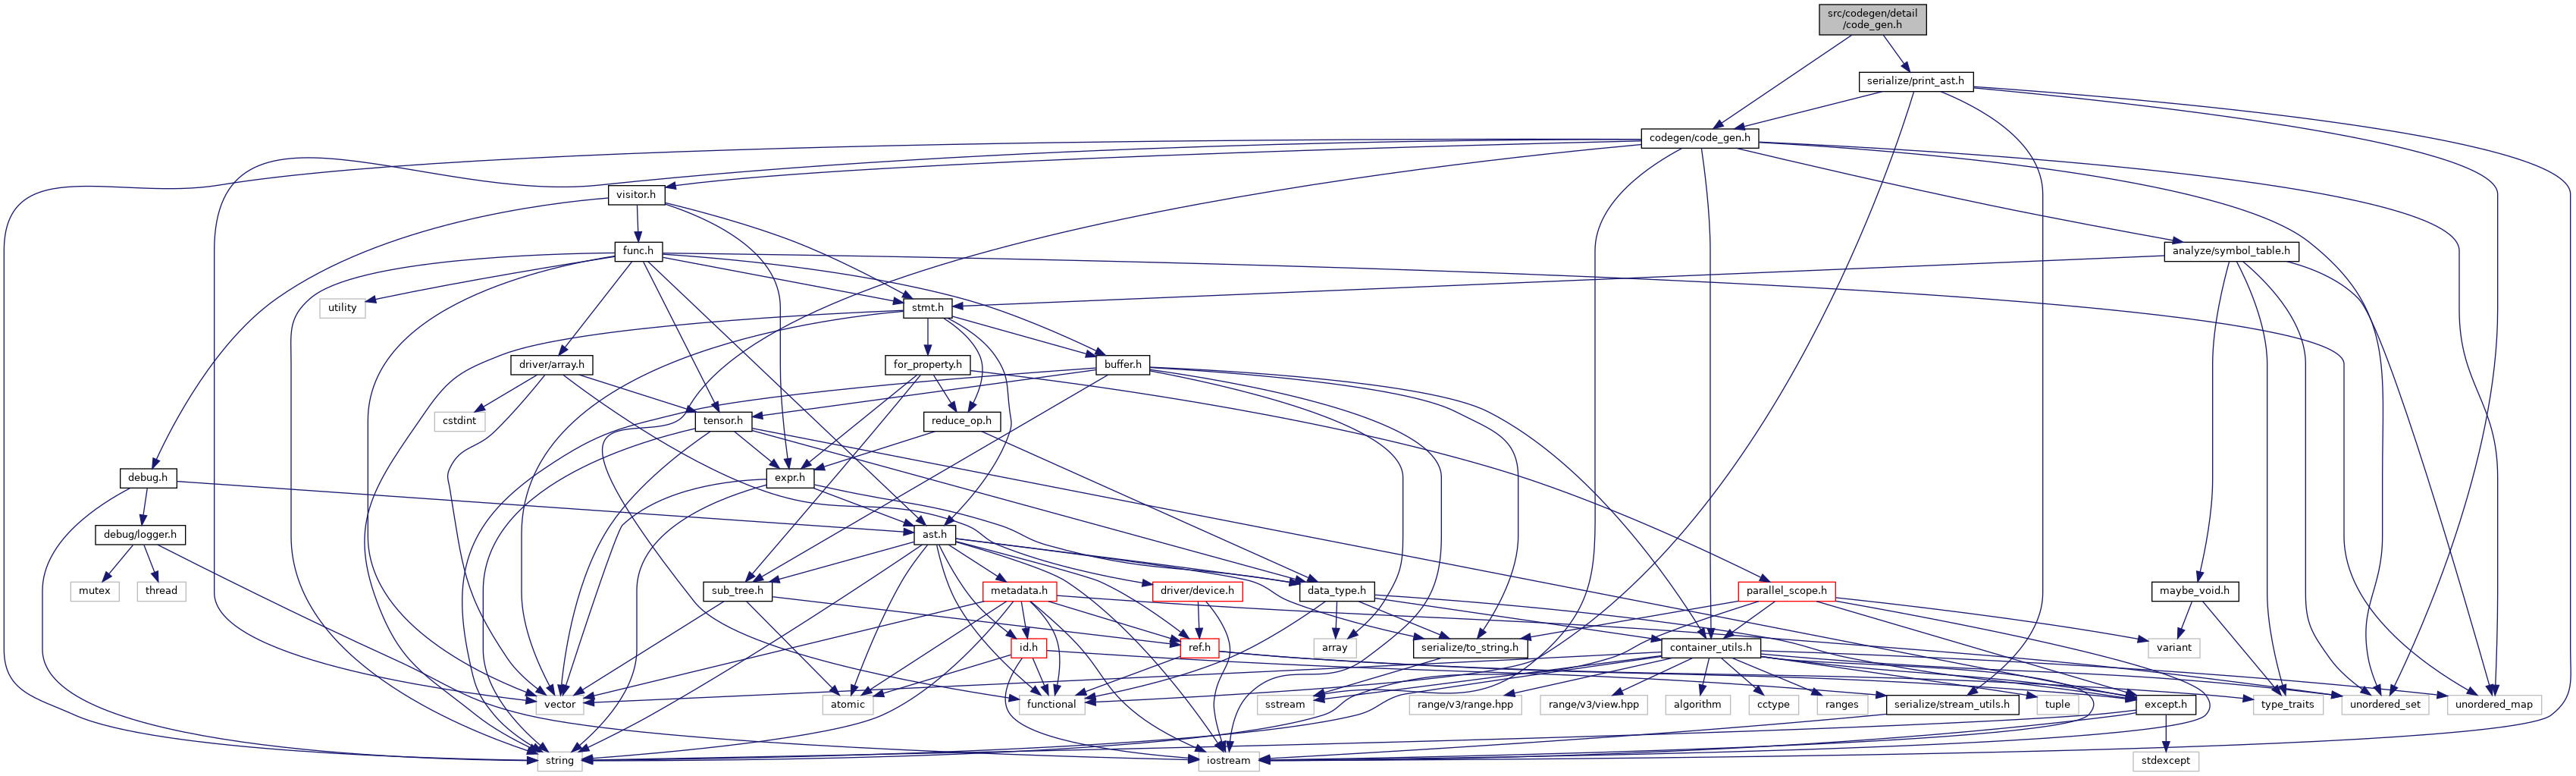 src/codegen/detail
/code_gen.h
serialize/print_ast.h
codegen/code_gen.h
visitor.h
func.h
analyze/symbol_table.h
utility
stmt.h
driver/array.h
for_property.h
buffer.h
cstdint
tensor.h
reduce_op.h
debug.h
expr.h
debug/logger.h
ast.h
mutex
thread
sub_tree.h
metadata.h
driver/device.h
data_type.h
parallel_scope.h
maybe_void.h
id.h
ref.h
array
serialize/to_string.h
container_utils.h
variant
vector
atomic
functional
sstream
range/v3/range.hpp
range/v3/view.hpp
algorithm
cctype
ranges
serialize/stream_utils.h
tuple
except.h
type_traits
unordered_set
unordered_map
string
iostream
stdexcept